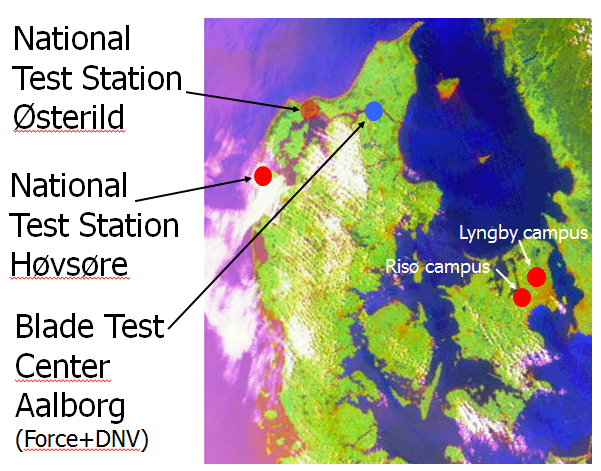 National
Test Station
Østerild
National
Test Station
Høvsøre
Blade Test
Center
Aalborg
(Force+DNV)
Lyngby campus
Risø campus